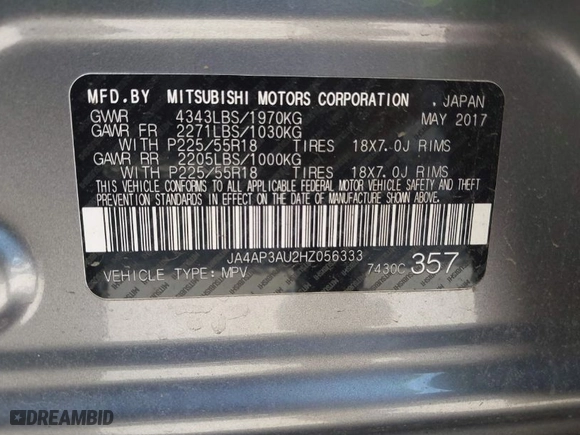 MFD.BY MITSUBISHI MOTORS CORPORATION . JAPAN
GVWR 4343LBS/1970KG MAY 2017
GAWR FR 2271LBS/1030KG
WITH P225/55R18 TIRES 18X7.0J RIMS
GAWR RR 2205LBS/1000KG
WITH P225/55R18 TIRES 18X7.0J RIMS
THIS VEHICLE CONFORMS TO ALL APPLICABLE FEDERAL MOTOR VEHICLE SAFETY AND THEFT
PREVENTION STANDARDS IN EFFECT ON THE DATE OF MANUFACTURE SHOWN ABOVE.
JA4AP3AU2HZ056333
VEHICLE TYPE:MPV 7430C 357
DREAMBID